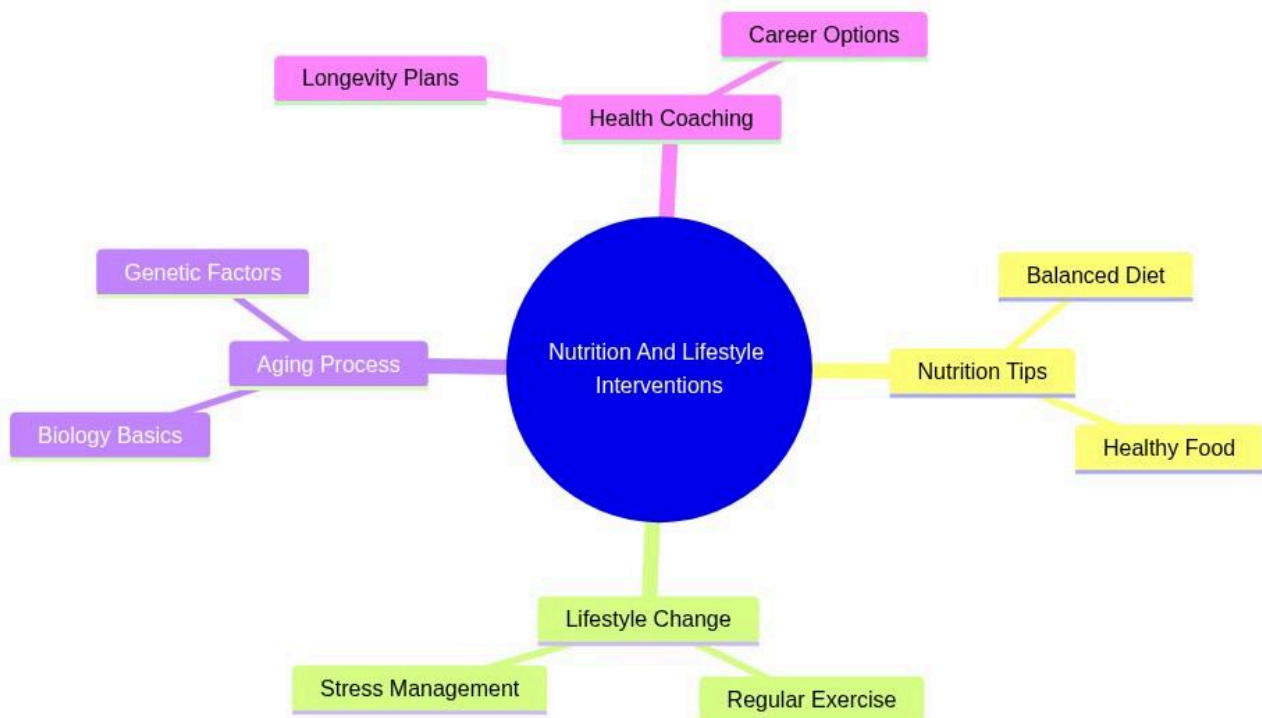 Career Options
Longevity Plans
Health Coaching
Genetic Factors
Aging Process
Biology Basics
Nutrition And Lifestyle
Interventions
Balanced Diet
Nutrition Tips
Healthy Food
Lifestyle Change
Stress Management
Regular Exercise